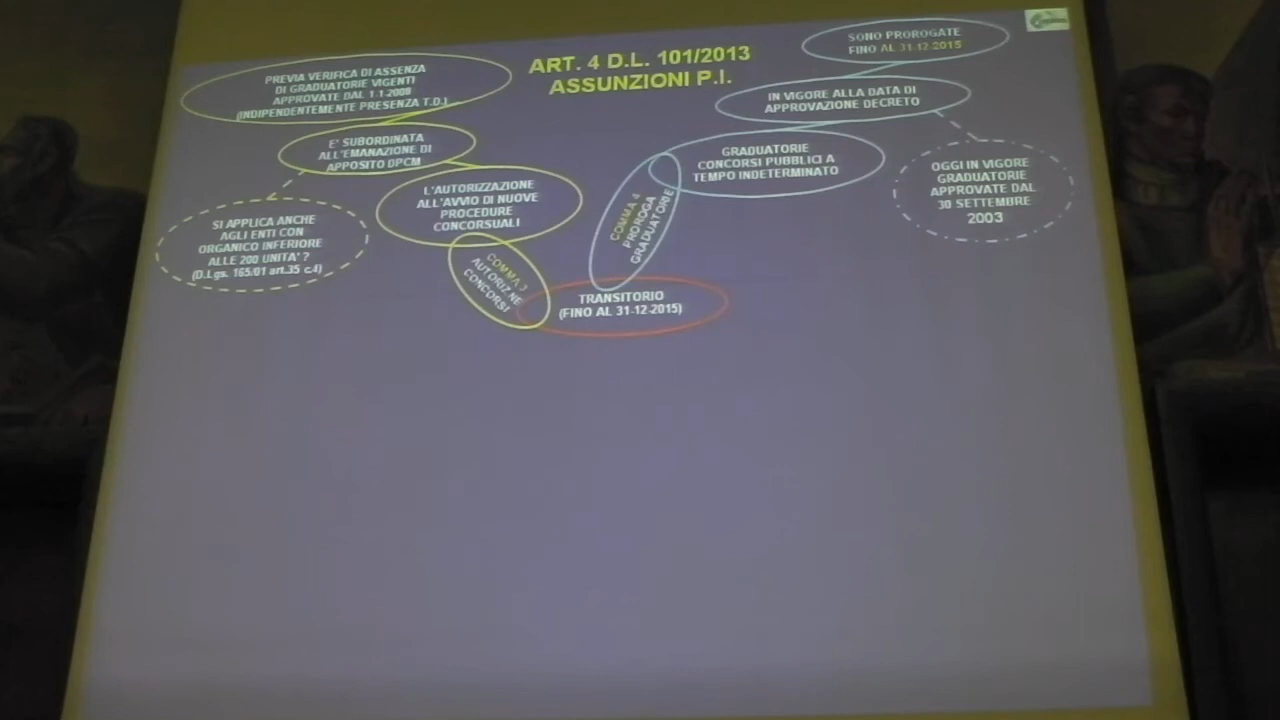 ART. 4 D.L. 101/2013
ASSUNZIONI P.I.
PREVIA VERIFICA DI ASSENZA
DI GRADUATORIE VIGENTI
APPROVATE DAL 1.1-2008
(INDIPENDENTEMENTE PRESENZA T.D.)
E' SUBORDINATA
ALL'EMANAZIONE DI
APPOSITO DPCM
L'AUTORIZZAZIONE
ALL'AVVIO DI NUOVE
PROCEDURE
CONCORSUALI
SI APPLICA ANCHE
AGLI ENTI CON
ORGANICO INFERIORE
ALLE 200 UNITA' ?
(D.Lgs. 165/01 art.35 c.4)
COMMA 3
AUTORIZ.NE
CONCORSI
TRANSITORIO
(FINO AL 31-12-2015)
COMMA 4
PROROGA
GRADUATORIE
GRADUATORIE
CONCORSI PUBBLICI A
TEMPO INDETERMINATO
IN VIGORE ALLA DATA DI
APPROVAZIONE DECRETO
SONO PROROGATE
FINO AL 31-12-2015
OGGI IN VIGORE
GRADUATORIE
APPROVATE DAL
30 SETTEMBRE
2003